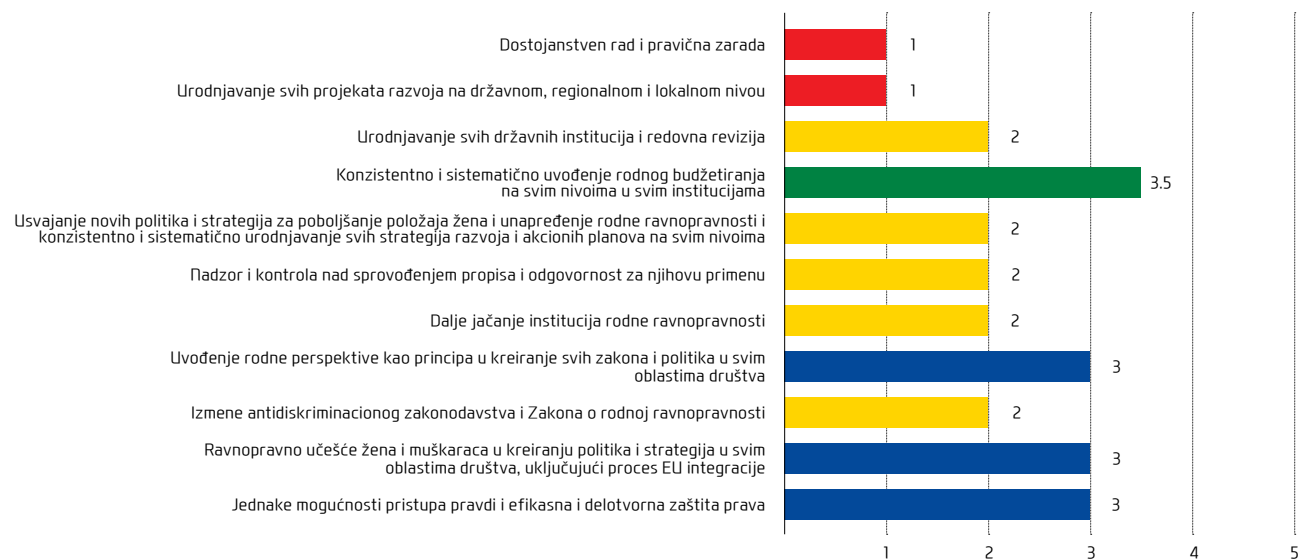 Dostojanstven rad i pravična zarada
1
Urodnjavanje svih projekata razvoja na državnom, regionalnom i lokalnom nivou
1
Urodnjavanje svih državnih institucija i redovna revizija
2
Konzistentno i sistematično uvođenje rodnog budžetiranja
na svim nivoima u svim institucijama
3.5
Usvajanje novih politika i strategija za poboljšanje položaja žena i unapređenje rodne ravnopravnosti i
konzistentno i sistematično urodnjavanje svih strategija razvoja i akcionih planova na svim nivoima
2
Nadzor i kontrola nad sprovođenjem propisa i odgovornost za njihovu primenu
2
Dalje jačanje institucija rodne ravnopravnosti
2
Uvođenje rodne perspektive kao principa u kreiranje svih zakona i politika u svim
oblastima društva
3
Izmene antidiskriminacionog zakonodavstva i Zakona o rodnoj ravnopravnosti
2
Ravnopravno učešće žena i muškaraca u kreiranju politika i strategija u svim
oblastima društva, uključujući proces EU integracije
3
Jednake mogućnosti pristupa pravdi i efikasna i delotvorna zaštita prava
3
1 2 3 4 5